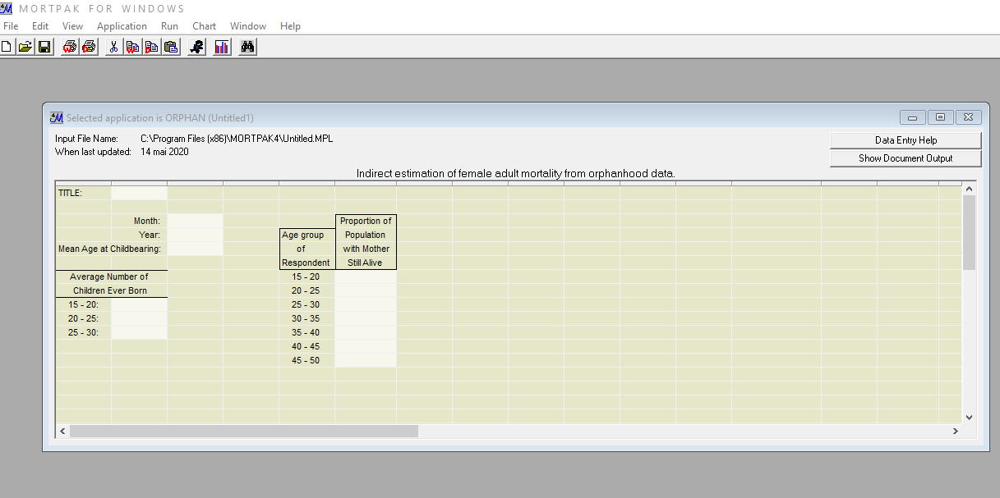 MORTPAK FOR WINDOWS
File Edit View Application Run Chart Window Help
Selected application is ORPHAN (Untitled1)
Input File Name: C:\Program Files (x86)\MORTPAK4\Untitled.MPL
When last updated: 14 mai 2020
Data Entry Help
Show Document Output
Indirect estimation of female adult mortality from orphanhood data.
TITLE:
Month:
Year:
Mean Age at Childbearing:
Average Number of
Children Ever Born
15 - 20:
20 - 25:
25 - 30:
Age group
of
Respondent
Proportion of
Population
with Mother
Still Alive
15 - 20
20 - 25
25 - 30
30 - 35
35 - 40
40 - 45
45 - 50